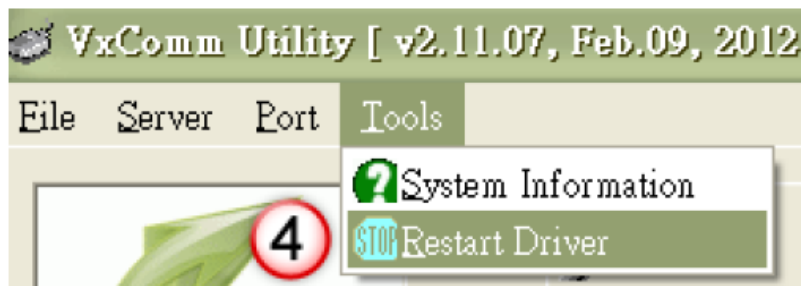 VxComm Utility [ v2.11.07, Feb.09, 2012
File Server Port Tools
System Information
4
STOP Restart Driver